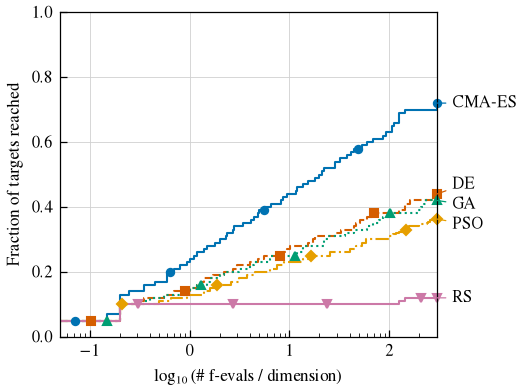 1.0
0.8
0.6
0.4
0.2
0.0
Fraction of targets reached
CMA-ES
DE
GA
PSO
RS
−1 0 1 2
log₁₀ (# f-evals / dimension)